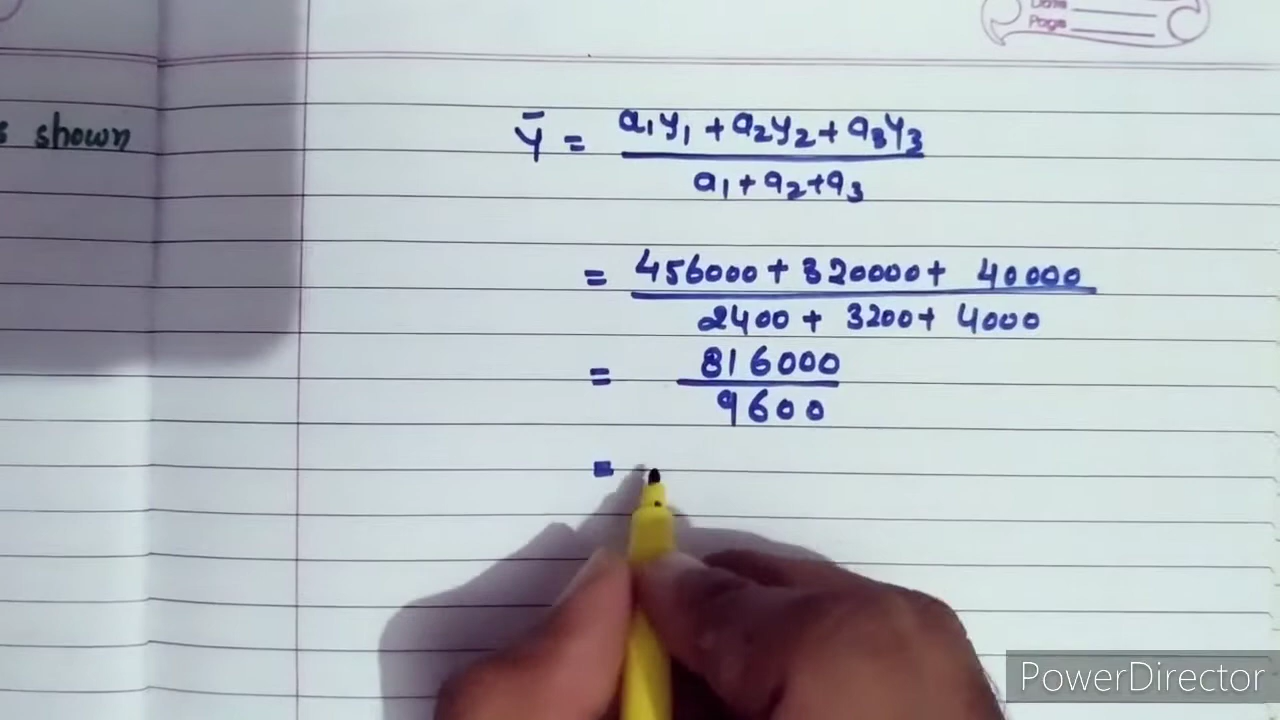 Date
Page
s shown
ȳ = a₁y₁ + a₂y₂ + a₃y₃
a₁ + a₂ + a₃
= 456000 + 320000 + 40000
2400 + 3200 + 4000
= 816000
9600
=
PowerDirector